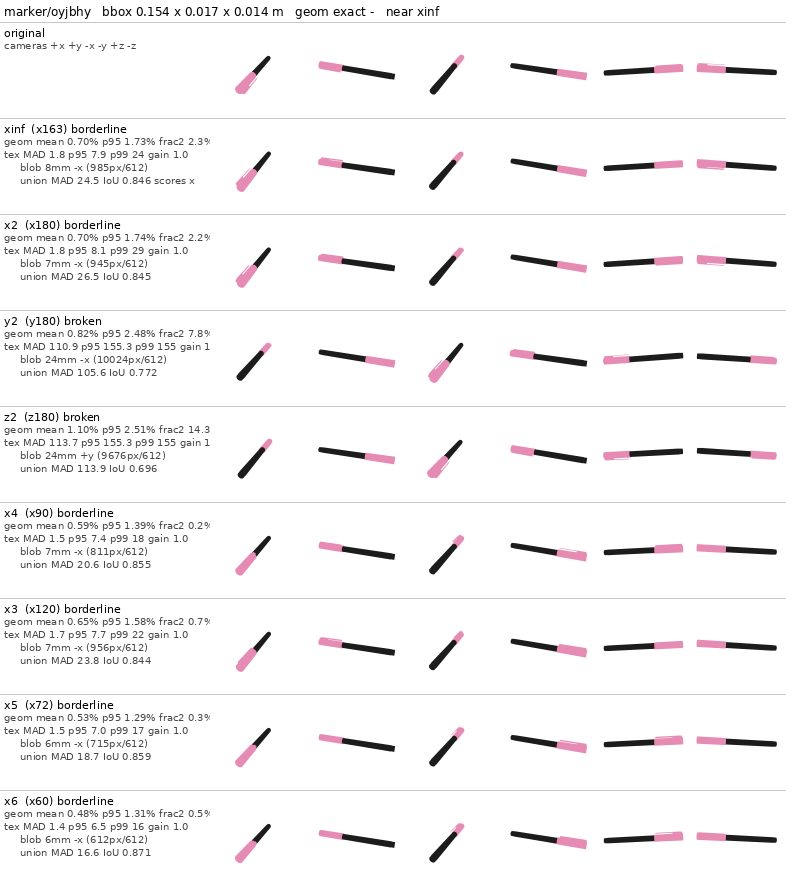 marker/oyjbhy   bbox 0.154 x 0.017 x 0.014 m   geom exact -   near xinf
original
cameras +x +y -x -y +z -z
xinf  (x163) borderline
geom mean 0.70% p95 1.73% frac2 2.3%
tex MAD 1.8 p95 7.9 p99 24 gain 1.0
blob 8mm -x (985px/612)
union MAD 24.5 IoU 0.846 scores x
x2  (x180) borderline
geom mean 0.70% p95 1.74% frac2 2.2%
tex MAD 1.8 p95 8.1 p99 29 gain 1.0
blob 7mm -x (945px/612)
union MAD 26.5 IoU 0.845
y2  (y180) broken
geom mean 0.82% p95 2.48% frac2 7.8%
tex MAD 110.9 p95 155.3 p99 155 gain 1
blob 24mm -x (10024px/612)
union MAD 105.6 IoU 0.772
z2  (z180) broken
geom mean 1.10% p95 2.51% frac2 14.3
tex MAD 113.7 p95 155.3 p99 155 gain 1
blob 24mm +y (9676px/612)
union MAD 113.9 IoU 0.696
x4  (x90) borderline
geom mean 0.59% p95 1.39% frac2 0.2%
tex MAD 1.5 p95 7.4 p99 18 gain 1.0
blob 7mm -x (811px/612)
union MAD 20.6 IoU 0.855
x3  (x120) borderline
geom mean 0.65% p95 1.58% frac2 0.7%
tex MAD 1.7 p95 7.7 p99 22 gain 1.0
blob 7mm -x (956px/612)
union MAD 23.8 IoU 0.844
x5  (x72) borderline
geom mean 0.53% p95 1.29% frac2 0.3%
tex MAD 1.5 p95 7.0 p99 17 gain 1.0
blob 6mm -x (715px/612)
union MAD 18.7 IoU 0.859
x6  (x60) borderline
geom mean 0.48% p95 1.31% frac2 0.5%
tex MAD 1.4 p95 6.5 p99 16 gain 1.0
blob 6mm -x (612px/612)
union MAD 16.6 IoU 0.871